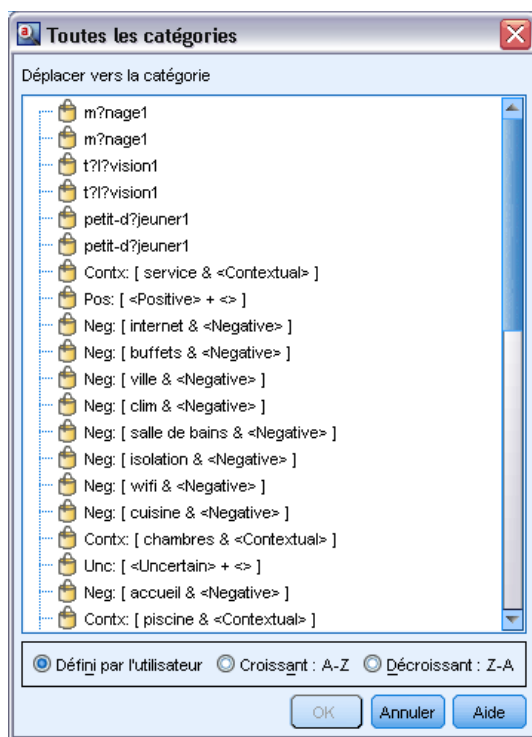 Toutes les catégories
Déplacer vers la catégorie
m?nage1
m?nage1
t?l?vision1
t?l?vision1
petit-d?jeuner1
petit-d?jeuner1
Contx: [ service & <Contextual> ]
Pos: [ <Positive> + <> ]
Neg: [ internet & <Negative> ]
Neg: [ buffets & <Negative> ]
Neg: [ ville & <Negative> ]
Neg: [ clim & <Negative> ]
Neg: [ salle de bains & <Negative> ]
Neg: [ isolation & <Negative> ]
Neg: [ wifi & <Negative> ]
Neg: [ cuisine & <Negative> ]
Contx: [ chambres & <Contextual> ]
Unc: [ <Uncertain> + <> ]
Neg: [ accueil & <Negative> ]
Contx: [ piscine & <Contextual> ]
Défini par l'utilisateur Croissant : A-Z Décroissant : Z-A
OK Annuler Aide